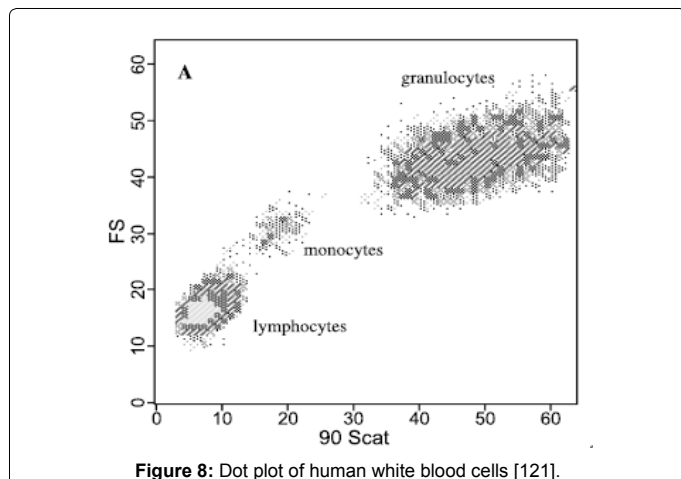 A
granulocytes
60
50
40
FS
30
monocytes
20
lymphocytes
10
0
0 10 20 30 40 50 60
90 Scat
Figure 8: Dot plot of human white blood cells [121].